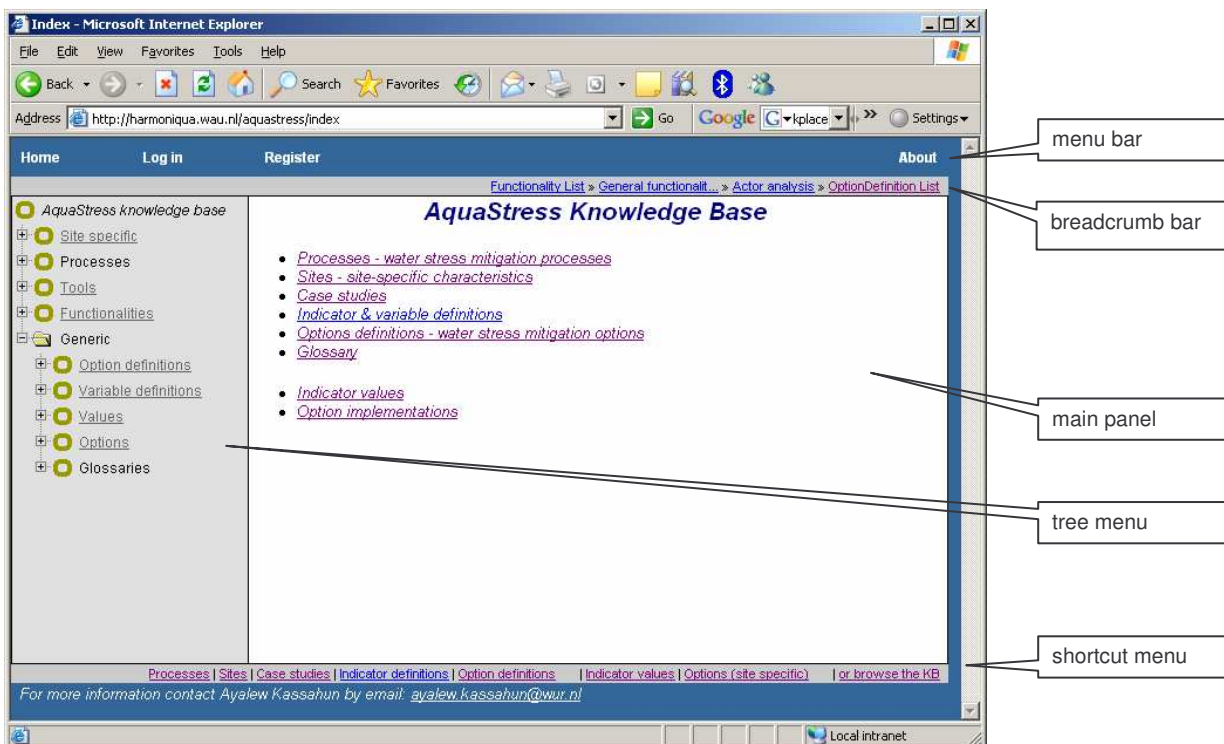 Index - Microsoft Internet Explorer
File Edit View Favorites Tools Help
Back Search Favorites
Address http://harmoniqua.wau.nl/aquastress/index Go Google G kplace » Settings
Home Log in Register About
Functionality List » General functionalit... » Actor analysis » OptionDefinition List
AquaStress knowledge base
Site specific
Processes
Tools
Functionalities
Generic
Option definitions
Variable definitions
Values
Options
Glossaries
AquaStress Knowledge Base
• Processes - water stress mitigation processes
• Sites - site-specific characteristics
• Case studies
• Indicator & variable definitions
• Options definitions - water stress mitigation options
• Glossary
• Indicator values
• Option implementations
Processes | Sites | Case studies | Indicator definitions | Option definitions | Indicator values | Options (site specific) | or browse the KB
For more information contact Ayalew Kassahun by email: ayalew.kassahun@wur.nl
Local intranet
menu bar
breadcrumb bar
main panel
tree menu
shortcut menu